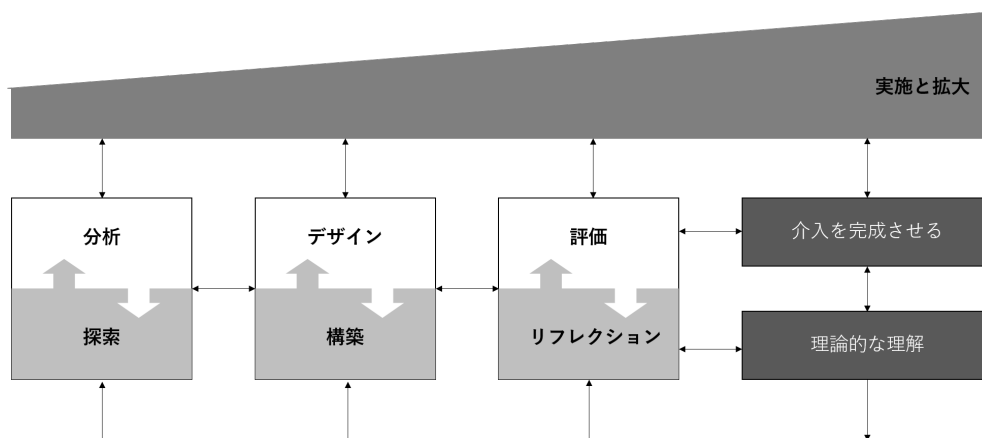 実施と拡大
分析
デザイン
評価
介入を完成させる
探索
構築
リフレクション
理論的な理解